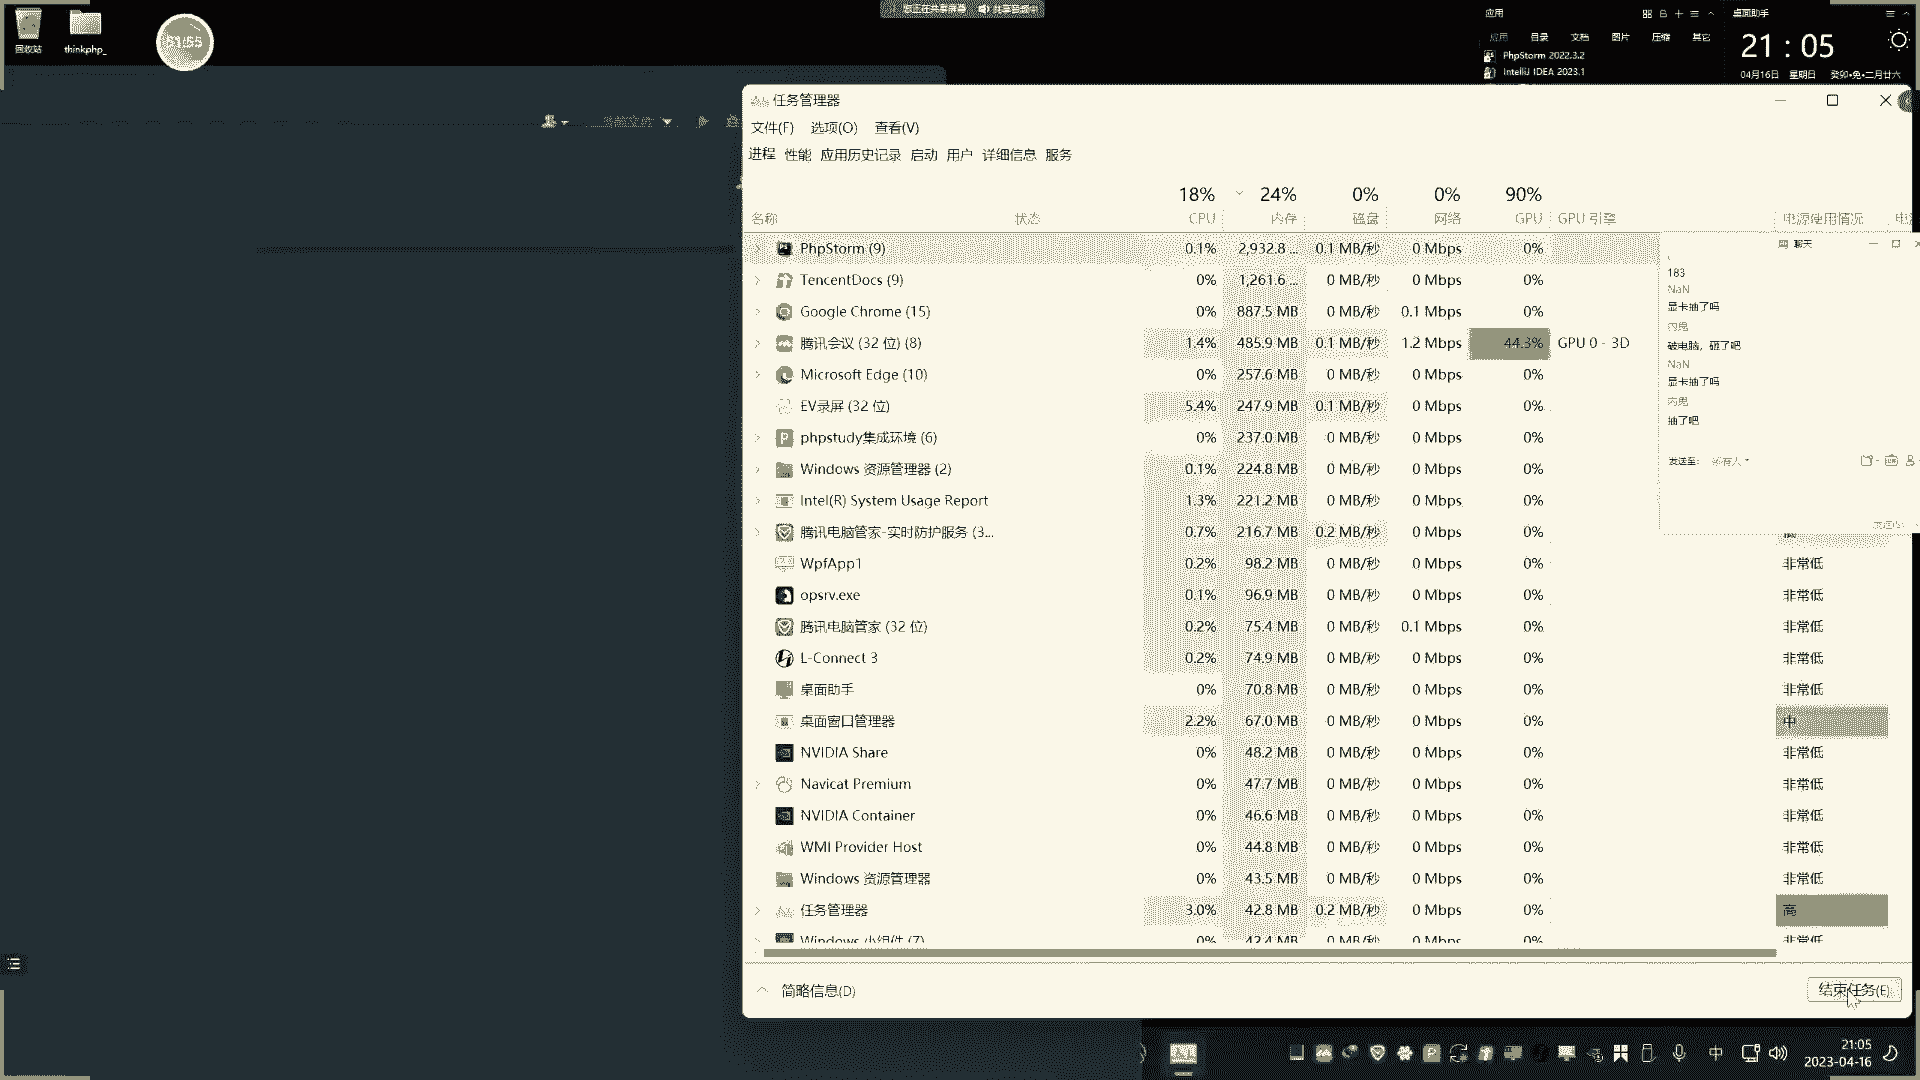 您正在共享屏幕 共享音频中
回收站
thinkphp_
51:55
应用
应用 目录 文档 图片 压缩 其它
PhpStorm 2022.3.2
IntelliJ IDEA 2023.1
桌面助手
21 : 05
04月16日 星期日 癸卯•兔•二月廿六
当前文件
任务管理器
文件(F) 选项(O) 查看(V)
进程 性能 应用历史记录 启动 用户 详细信息 服务
18% 24% 0% 0% 90%
名称 状态 CPU 内存 磁盘 网络 GPU GPU 引擎 电源使用情况
PhpStorm (9) 0.1% 2,932.8 ... 0.1 MB/秒 0 Mbps 0%
TencentDocs (9) 0% 1,261.6 ... 0 MB/秒 0 Mbps 0%
Google Chrome (15) 0% 887.5 MB 0 MB/秒 0.1 Mbps 0%
腾讯会议 (32 位) (8) 1.4% 485.9 MB 0.1 MB/秒 1.2 Mbps 44.3% GPU 0 - 3D
Microsoft Edge (10) 0% 257.6 MB 0 MB/秒 0 Mbps 0%
EV录屏 (32 位) 5.4% 247.9 MB 0.1 MB/秒 0 Mbps 0%
phpstudy集成环境 (6) 0% 237.0 MB 0 MB/秒 0 Mbps 0%
Windows 资源管理器 (2) 0.1% 224.8 MB 0 MB/秒 0 Mbps 0%
Intel(R) System Usage Report 1.3% 221.2 MB 0 MB/秒 0 Mbps 0%
腾讯电脑管家-实时防护服务 (3... 0.7% 216.7 MB 0.2 MB/秒 0 Mbps 0%
WpfApp1 0.2% 98.2 MB 0 MB/秒 0 Mbps 0% 非常低
opsrv.exe 0.1% 96.9 MB 0 MB/秒 0 Mbps 0% 非常低
腾讯电脑管家 (32 位) 0.2% 75.4 MB 0 MB/秒 0.1 Mbps 0% 非常低
L-Connect 3 0.2% 74.9 MB 0 MB/秒 0 Mbps 0% 非常低
桌面助手 0% 70.8 MB 0 MB/秒 0 Mbps 0% 非常低
桌面窗口管理器 2.2% 67.0 MB 0 MB/秒 0 Mbps 0% 中
NVIDIA Share 0% 48.2 MB 0 MB/秒 0 Mbps 0% 非常低
Navicat Premium 0% 47.7 MB 0 MB/秒 0 Mbps 0% 非常低
NVIDIA Container 0% 46.6 MB 0 MB/秒 0 Mbps 0% 非常低
WMI Provider Host 0% 44.8 MB 0 MB/秒 0 Mbps 0% 非常低
Windows 资源管理器 0% 43.5 MB 0 MB/秒 0 Mbps 0% 非常低
任务管理器 3.0% 42.8 MB 0.2 MB/秒 0 Mbps 0% 高
Windows 小组件 (7) 0% 42.4 MB 0 MB/秒 0 Mbps 0% 非常低
聊天
183
NaN
显卡抽了吗
内鬼
破电脑，砸了吧
NaN
显卡抽了吗
内鬼
抽了吧
发送至: 所有人
简略信息(D)
结束任务(E)
中
21:05
2023-04-16